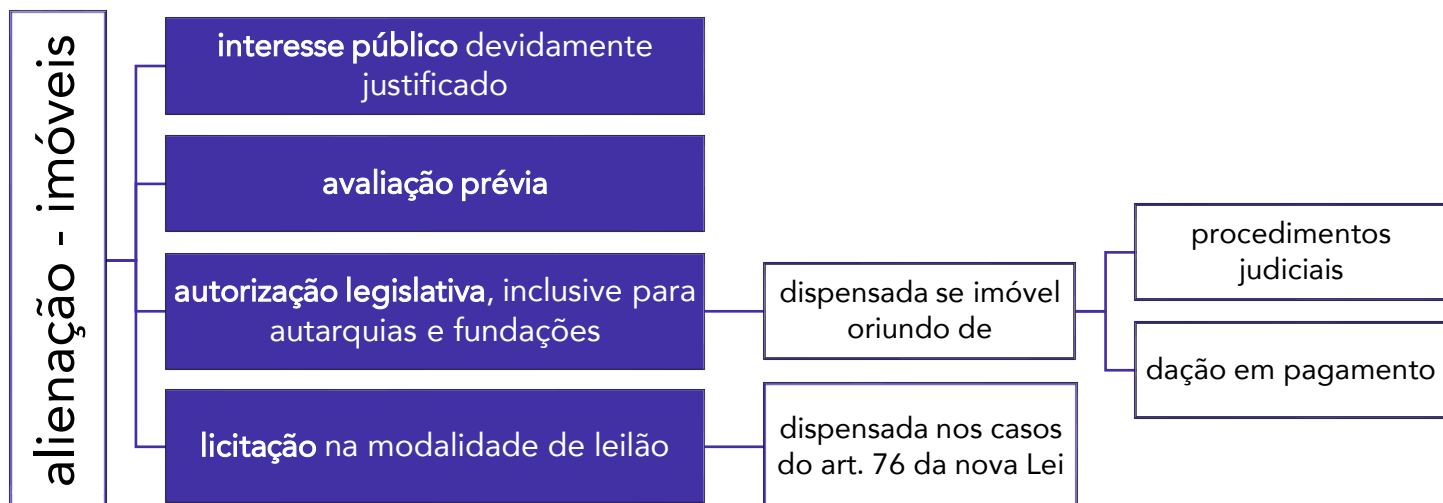 alienação - imóveis
interesse público devidamente
justificado
avaliação prévia
autorização legislativa, inclusive para
autarquias e fundações
dispensada se imóvel
oriundo de
procedimentos
judiciais
dação em pagamento
licitação na modalidade de leilão
dispensada nos casos
do art. 76 da nova Lei